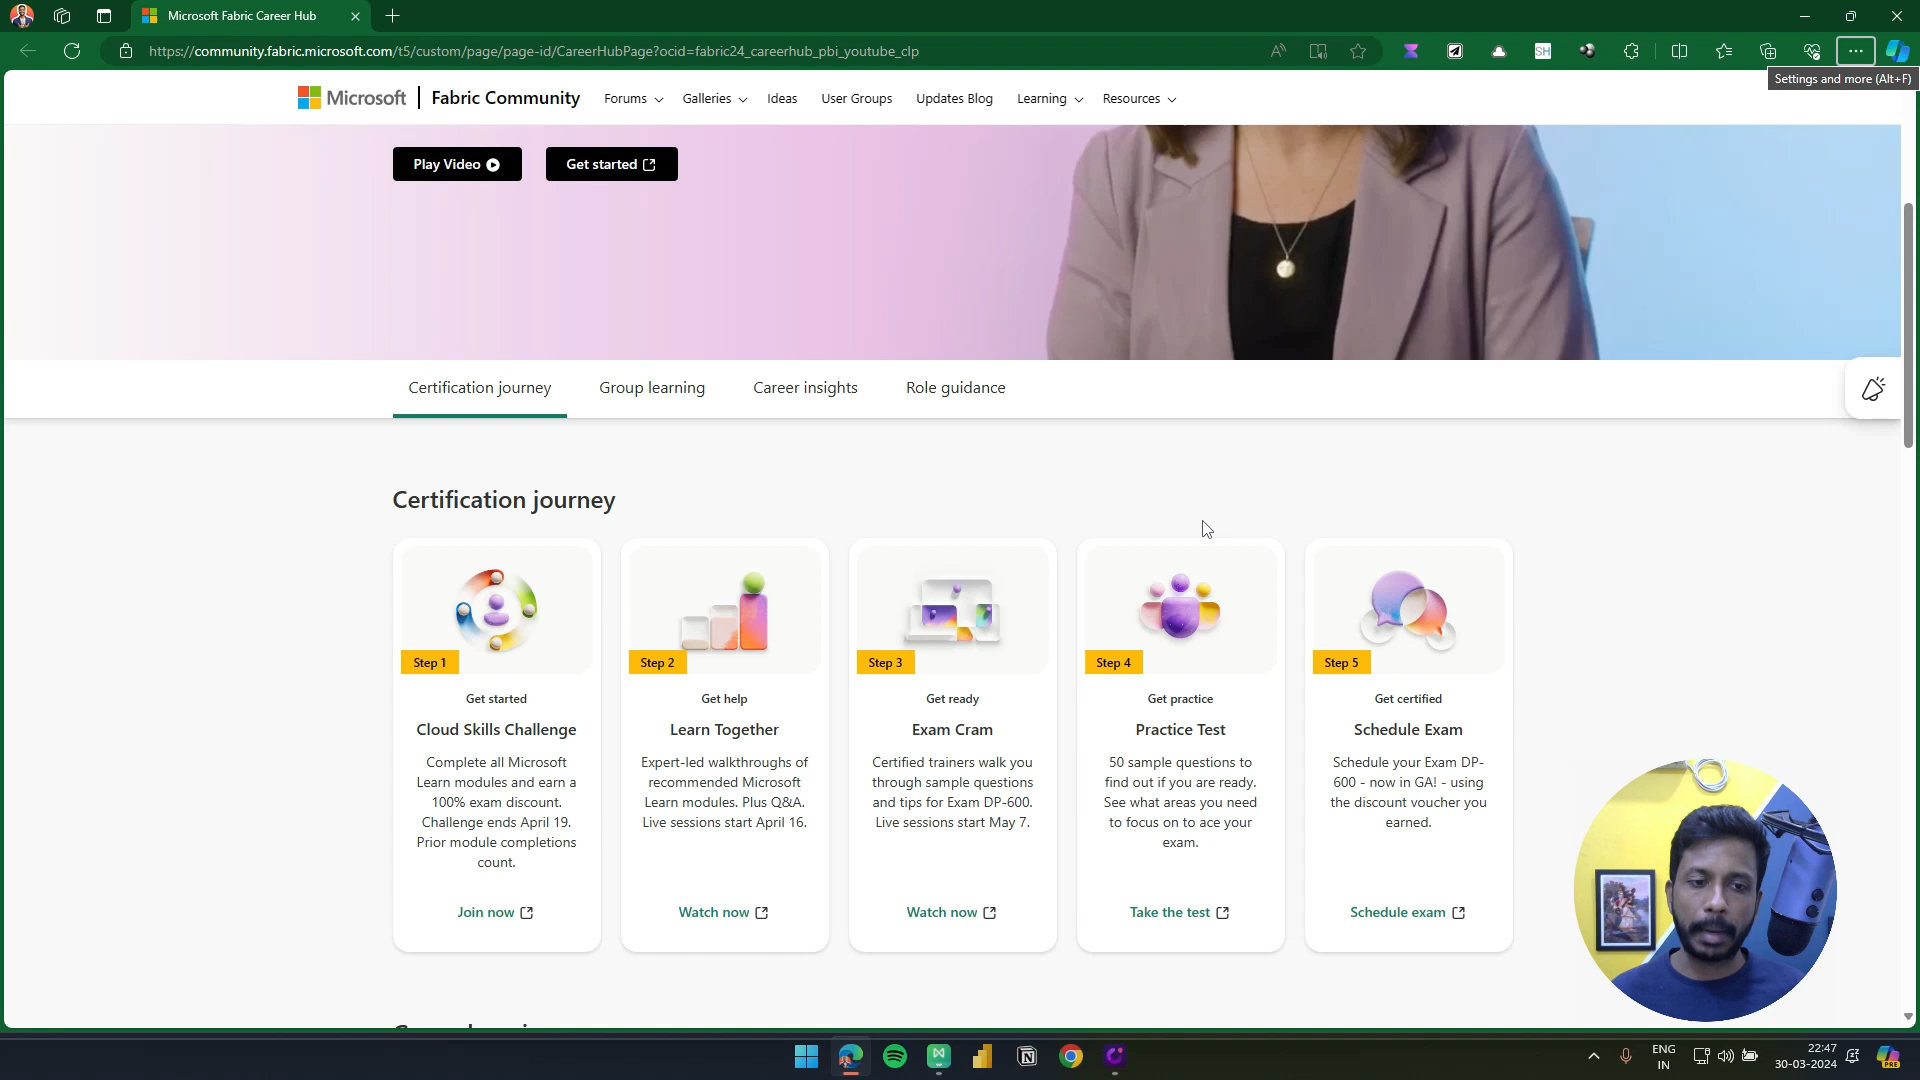 Microsoft Fabric Career Hub
https://community.fabric.microsoft.com/t5/custom/page/page-id/CareerHubPage?ocid=fabric24_careerhub_pbi_youtube_clp
SH
Settings and more (Alt+F)
Microsoft | Fabric Community Forums Galleries Ideas User Groups Updates Blog Learning Resources
Play Video Get started
Certification journey Group learning Career insights Role guidance
Certification journey
Step 1
Get started
Cloud Skills Challenge
Complete all Microsoft
Learn modules and earn a
100% exam discount.
Challenge ends April 19.
Prior module completions
count.
Join now
Step 2
Get help
Learn Together
Expert-led walkthroughs of
recommended Microsoft
Learn modules. Plus Q&A.
Live sessions start April 16.
Watch now
Step 3
Get ready
Exam Cram
Certified trainers walk you
through sample questions
and tips for Exam DP-600.
Live sessions start May 7.
Watch now
Step 4
Get practice
Practice Test
50 sample questions to
find out if you are ready.
See what areas you need
to focus on to ace your
exam.
Take the test
Step 5
Get certified
Schedule Exam
Schedule your Exam DP-
600 - now in GA! - using
the discount voucher you
earned.
Schedule exam
ENG
IN
22:47
30-03-2024
PRE